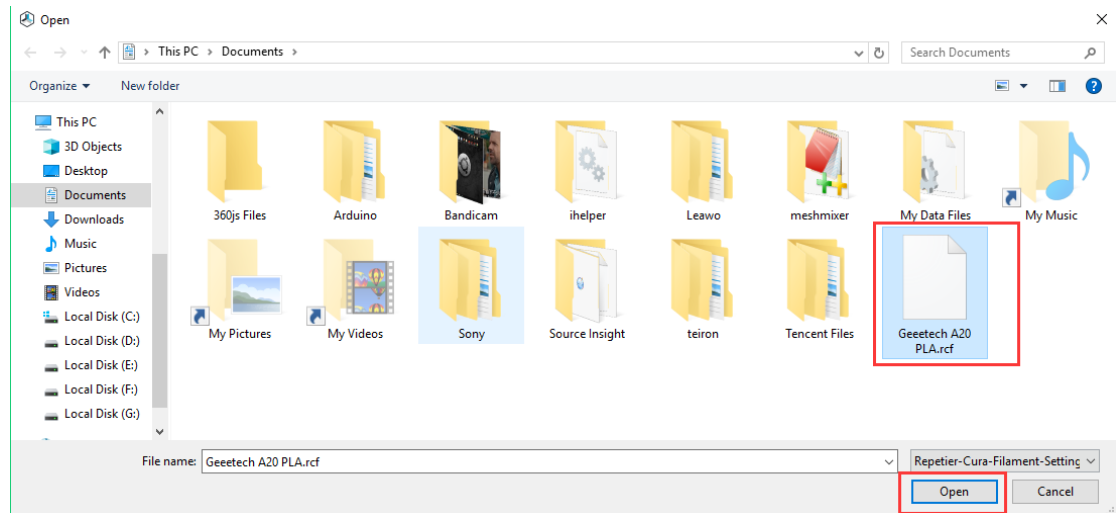 Open
This PC > Documents >
Search Documents
Organize
New folder
This PC
3D Objects
Desktop
Documents
Downloads
Music
Pictures
Videos
Local Disk (C:)
Local Disk (D:)
Local Disk (E:)
Local Disk (F:)
Local Disk (G:)
360js Files
Arduino
Bandicam
ihelper
Leawo
meshmixer
My Data Files
My Music
My Pictures
My Videos
Sony
Source Insight
teiron
Tencent Files
Geeetech A20
PLA.rcf
File name: Geeetech A20 PLA.rcf
Repetier-Cura-Filament-Setting
Open
Cancel